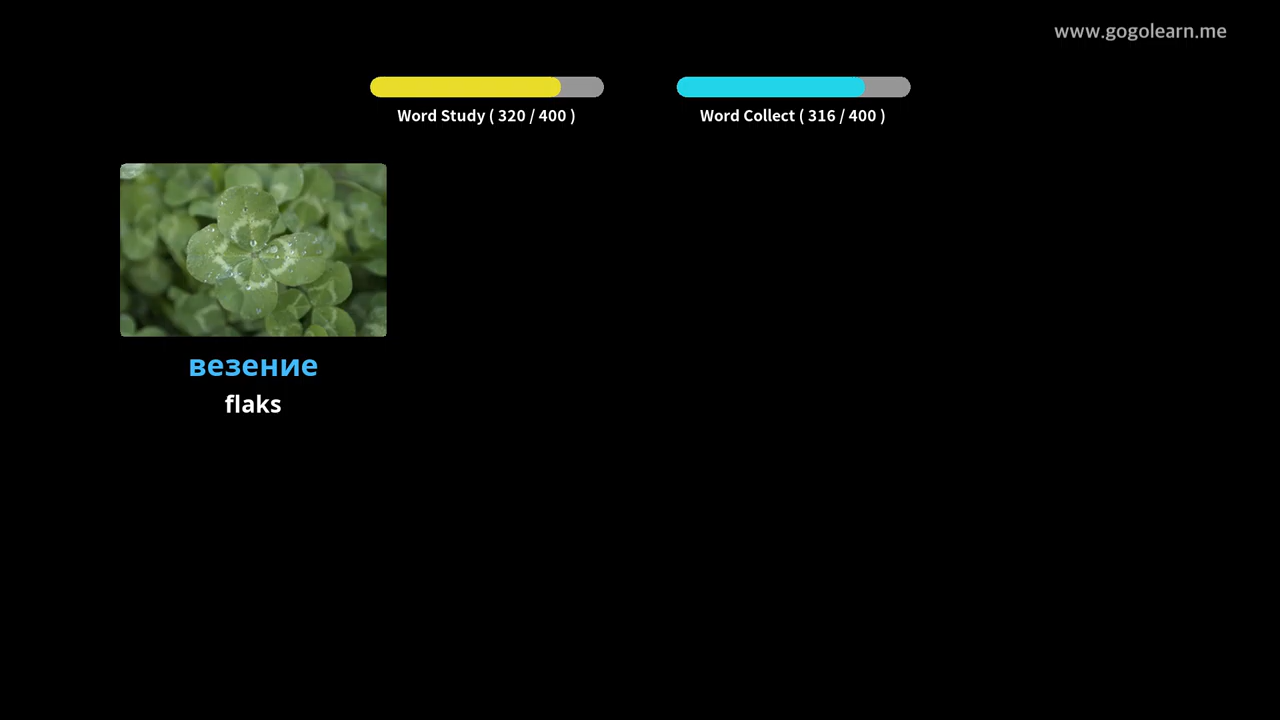 www.gogolearn.me
Word Study ( 320 / 400 )
Word Collect ( 316 / 400 )
везение
flaks